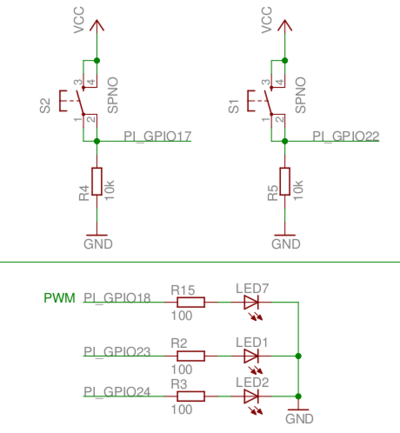 VCC
VCC
S2
3
4
1
2
SPNO
S1
3
4
1
2
SPNO
PI_GPIO17
PI_GPIO22
R4
10k
R5
10k
GND
GND
PWM PI_GPIO18 R15 LED7
100
PI_GPIO23 R2 LED1
100
PI_GPIO24 R3 LED2
100
GND